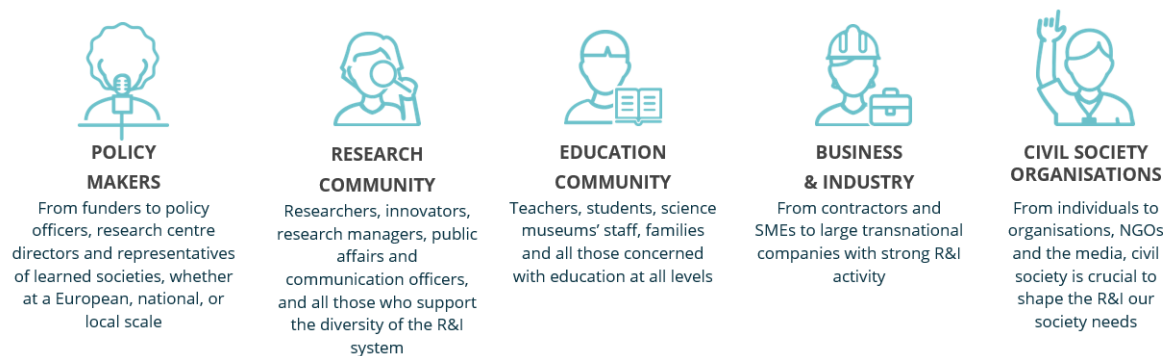 POLICY
MAKERS
From funders to policy
officers, research centre
directors and representatives
of learned societies, whether
at a European, national, or
local scale
RESEARCH
COMMUNITY
Researchers, innovators,
research managers, public
affairs and
communication officers,
and all those who support
the diversity of the R&I
system
EDUCATION
COMMUNITY
Teachers, students, science
museums’ staff, families
and all those concerned
with education at all levels
BUSINESS
& INDUSTRY
From contractors and
SMEs to large transnational
companies with strong R&I
activity
CIVIL SOCIETY
ORGANISATIONS
From individuals to
organisations, NGOs
and the media, civil
society is crucial to
shape the R&I our
society needs